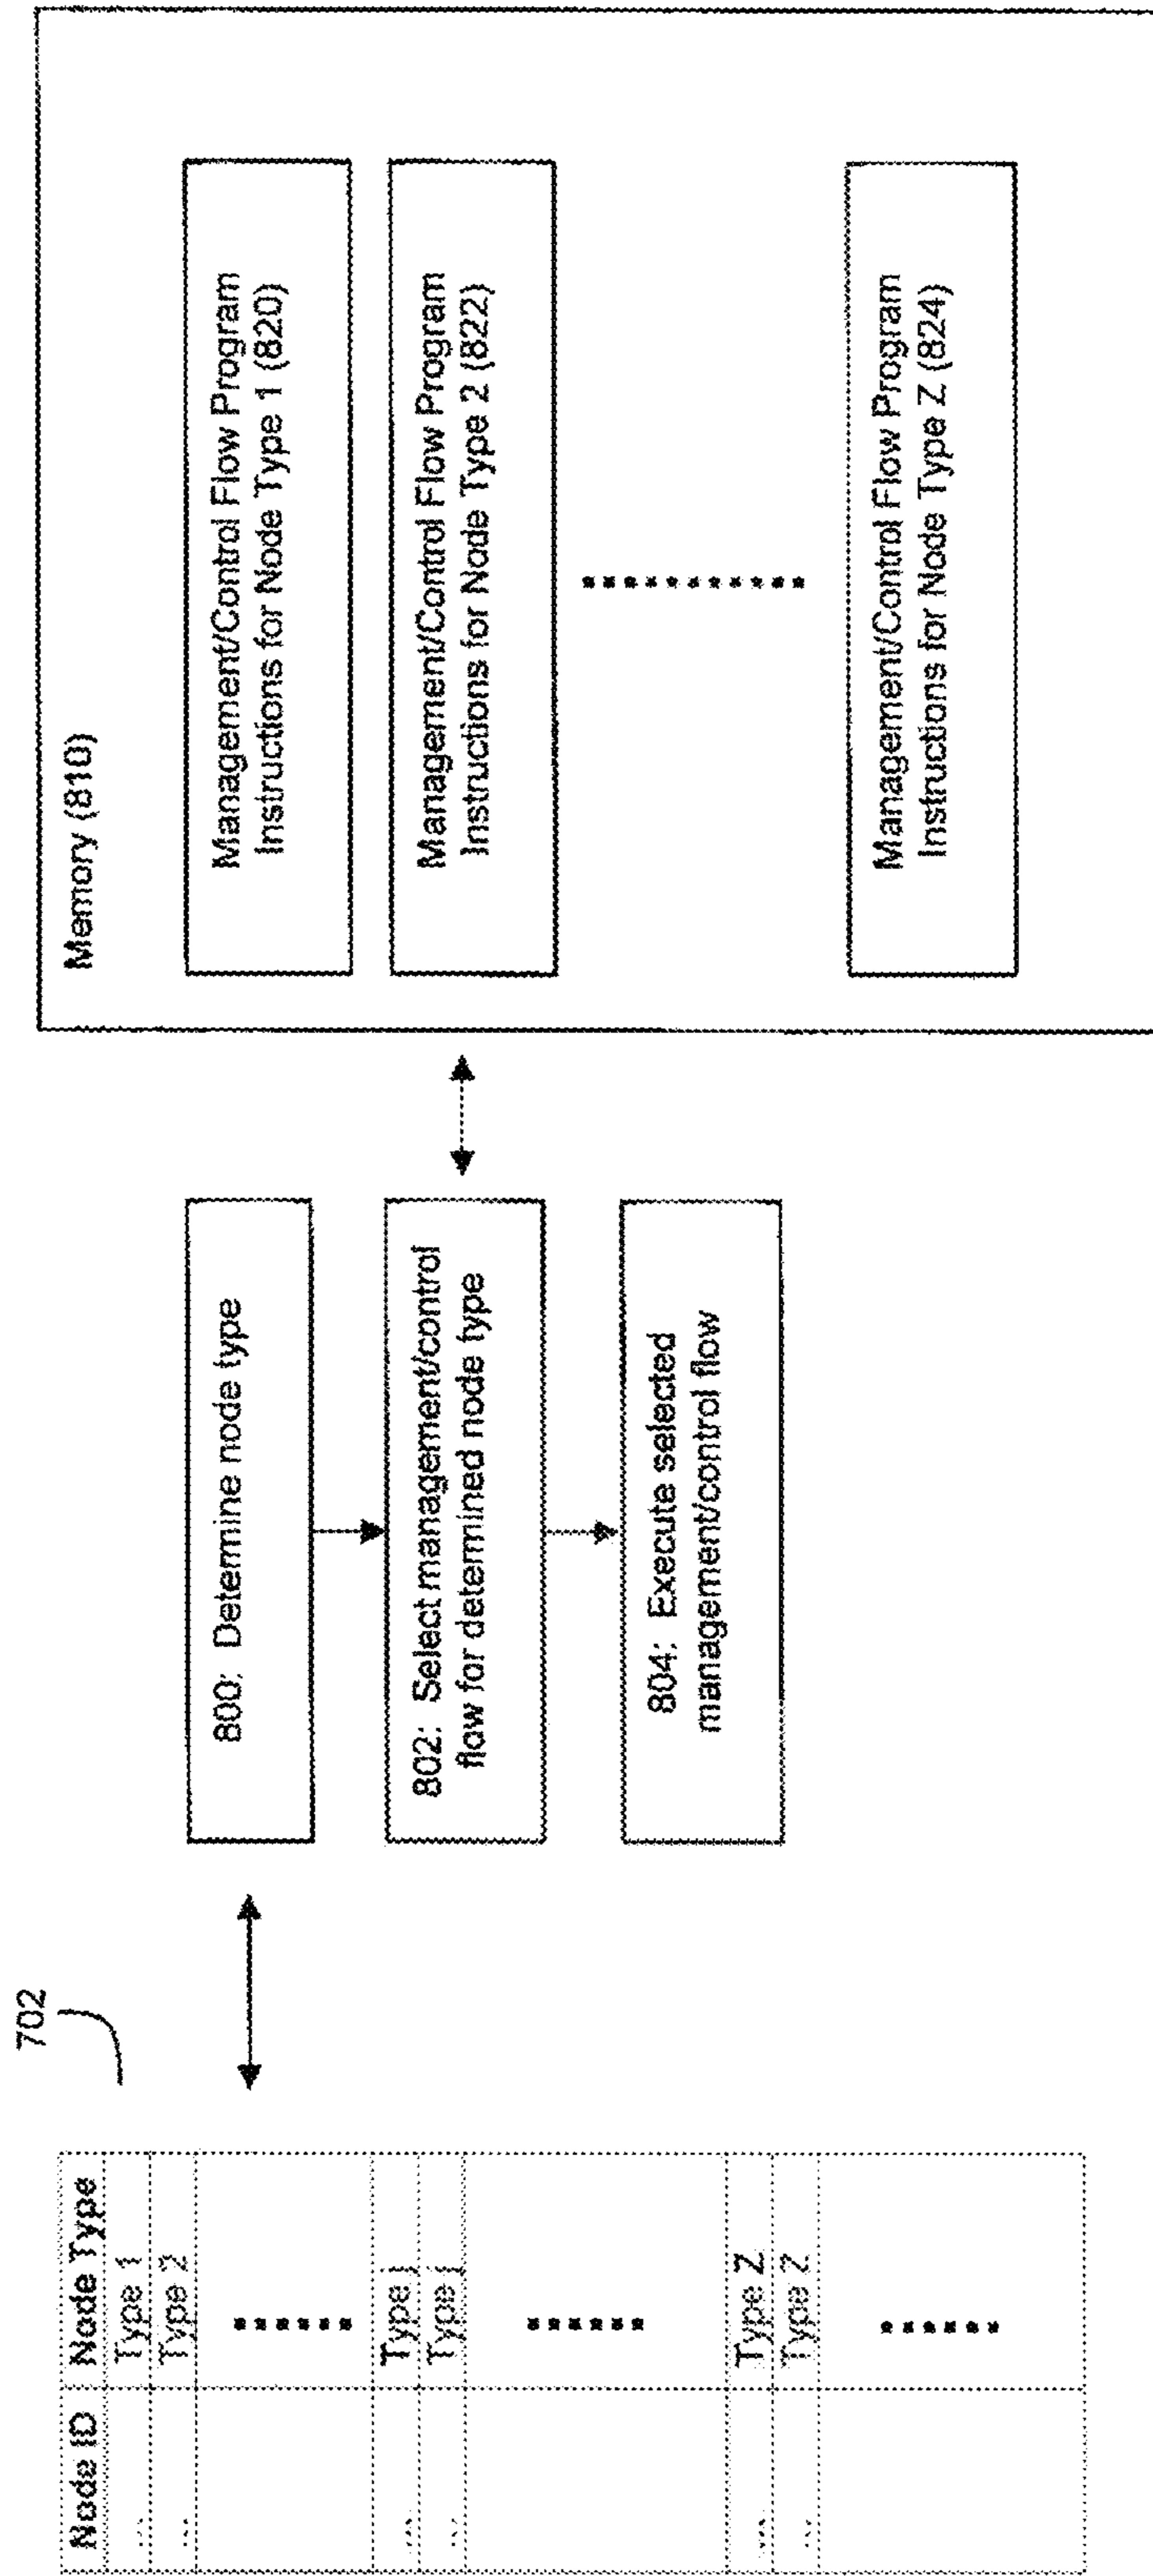 702
Node ID Node Type
... Type 1
... Type 2
... Type j
... Type j
... Type Z
... Type Z
800: Determine node type
802: Select management/control
flow for determined node type
804: Execute selected
management/control flow
Memory (810)
Management/Control Flow Program
Instructions for Node Type 1 (820)
Management/Control Flow Program
Instructions for Node Type 2 (822)
Management/Control Flow Program
Instructions for Node Type Z (824)